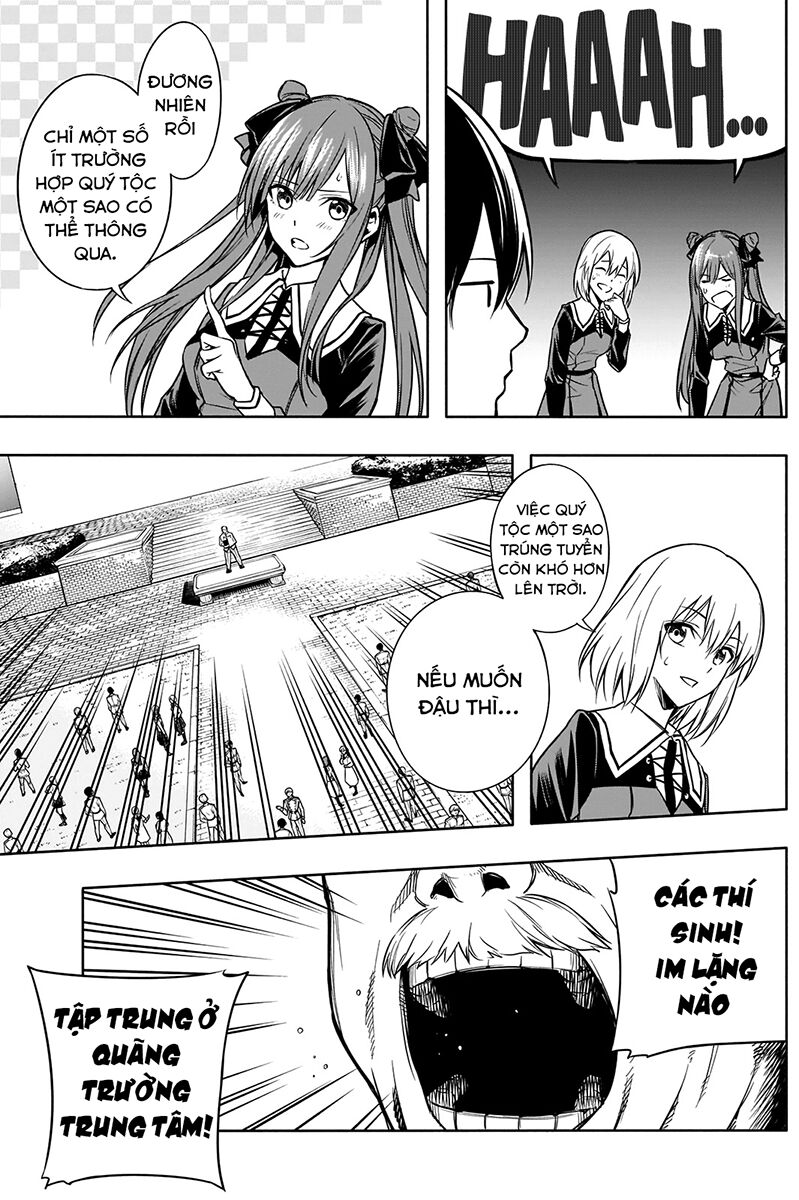 HAAAH...
ĐƯƠNG
NHIÊN
RỒI
CHỈ MỘT SỐ
ÍT TRƯỜNG
HỢP QUÝ TỘC
MỘT SAO CÓ
THỂ THÔNG
QUA.
VIỆC QUÝ
TỘC MỘT SAO
TRÚNG TUYỂN
CÒN KHÓ HƠN
LÊN TRỜI.
NẾU MUỐN
ĐẬU THÌ...
CÁC THÍ
SINH!
IM LẶNG
NÀO
TẬP TRUNG Ở
QUÃNG
TRƯỜNG
TRUNG TÂM!